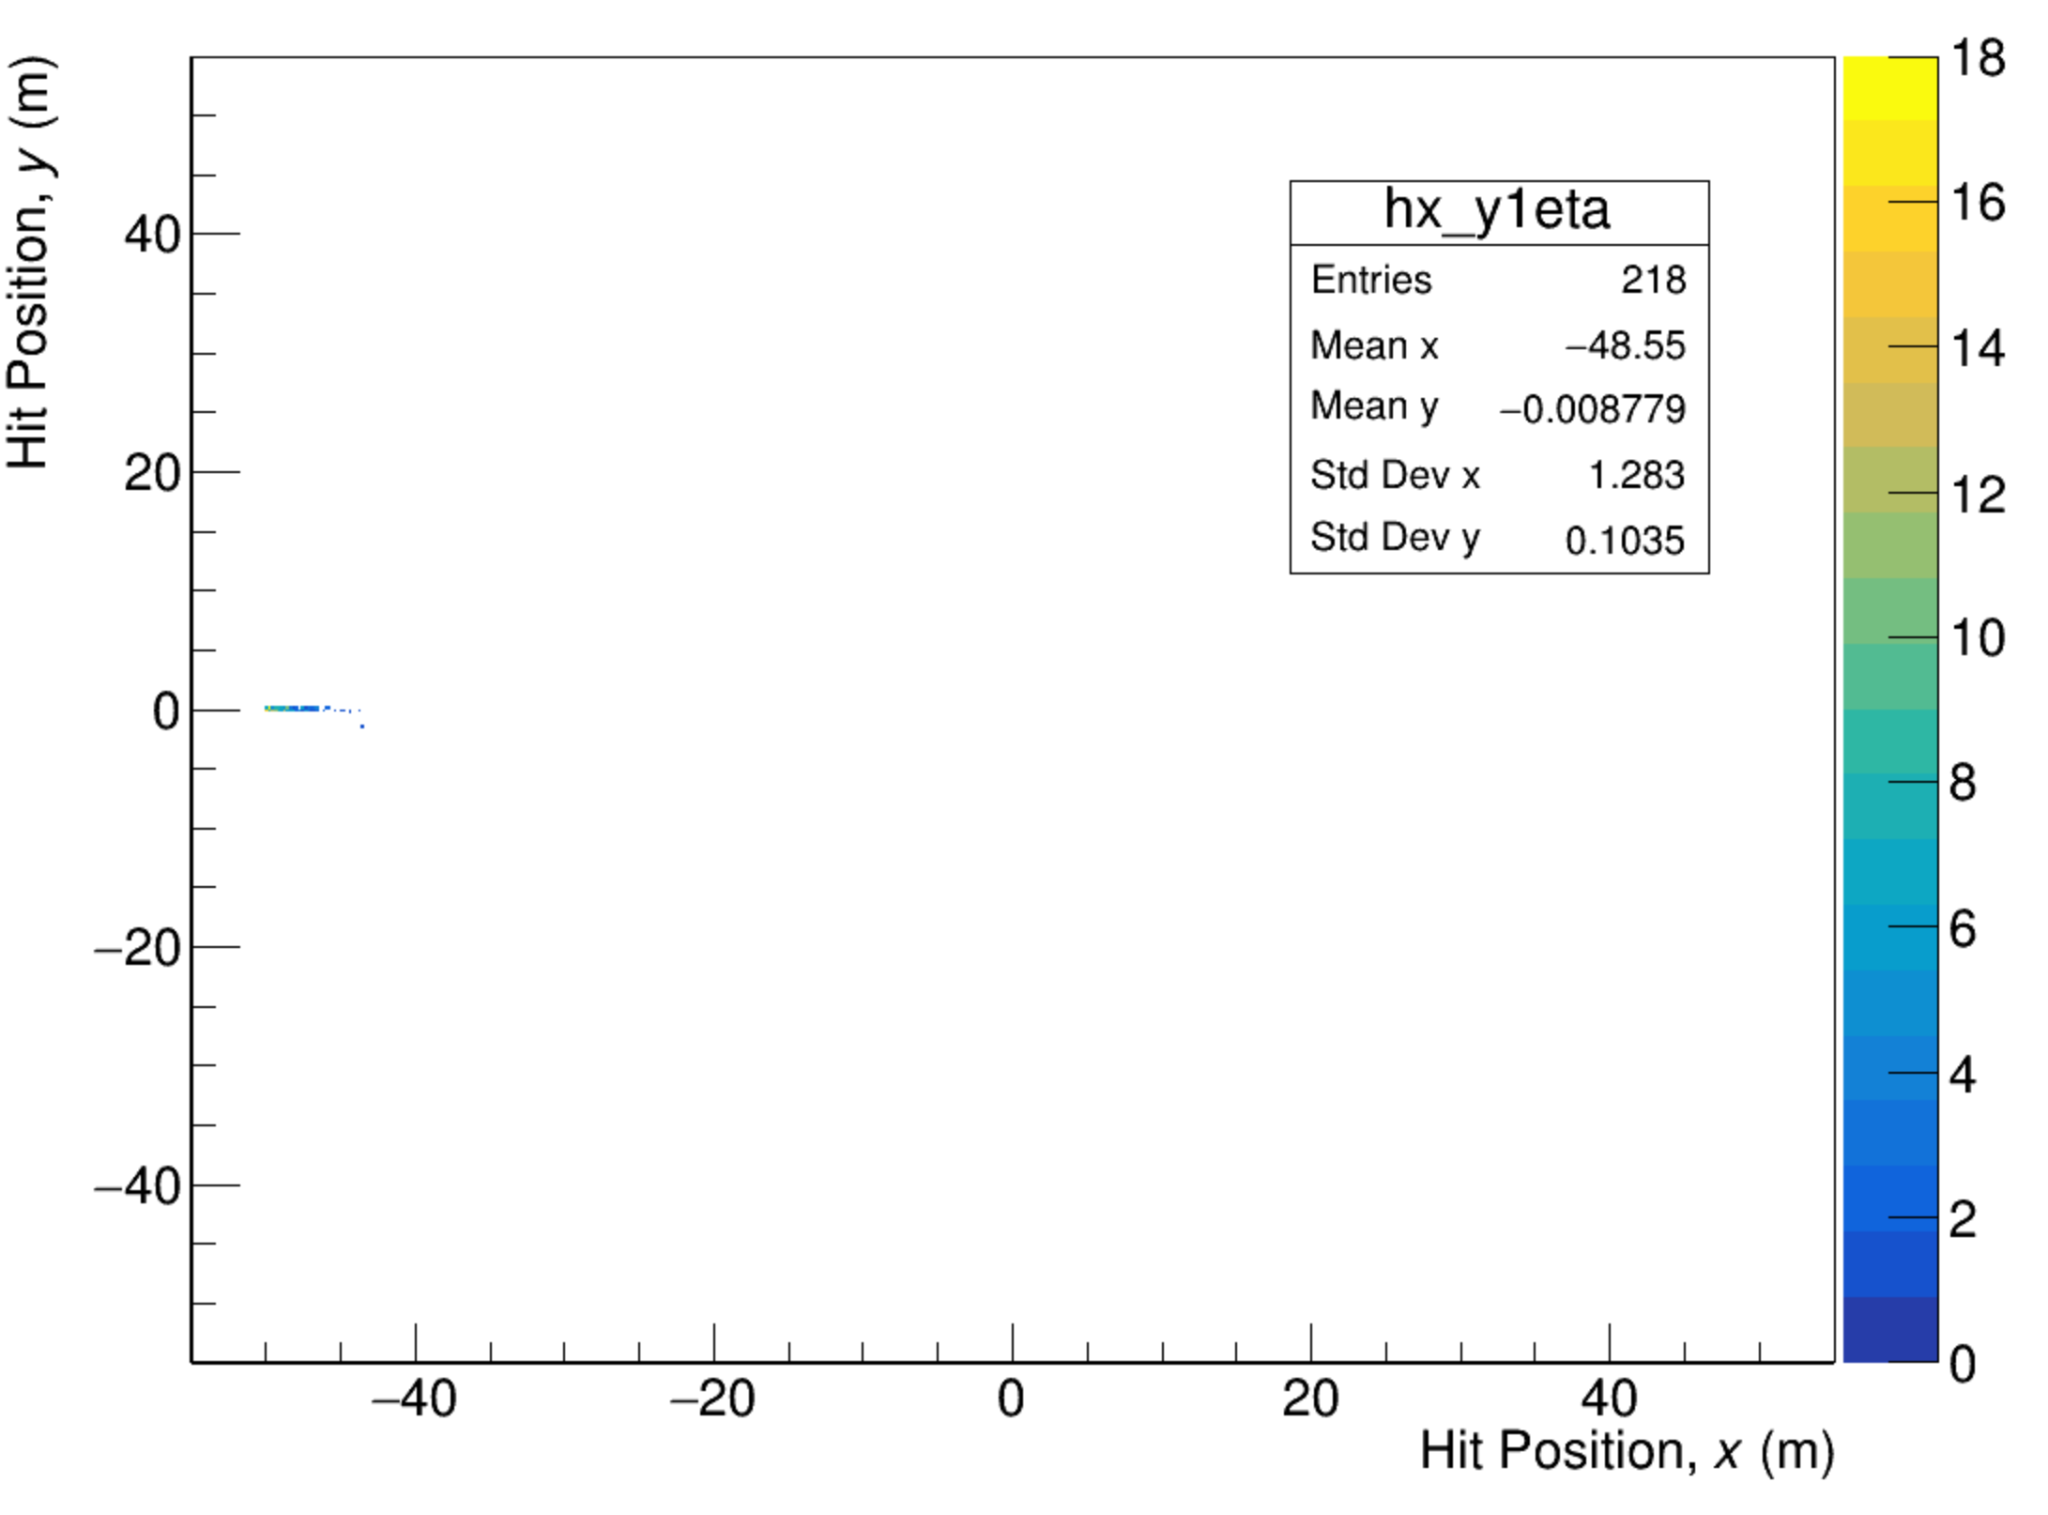 Hit Position, y (m)
40
20
0
−20
−40
hx_y1eta
Entries 218
Mean x −48.55
Mean y −0.008779
Std Dev x 1.283
Std Dev y 0.1035
18
16
14
12
10
8
6
4
2
0
−40 −20 0 20 40
Hit Position, x (m)